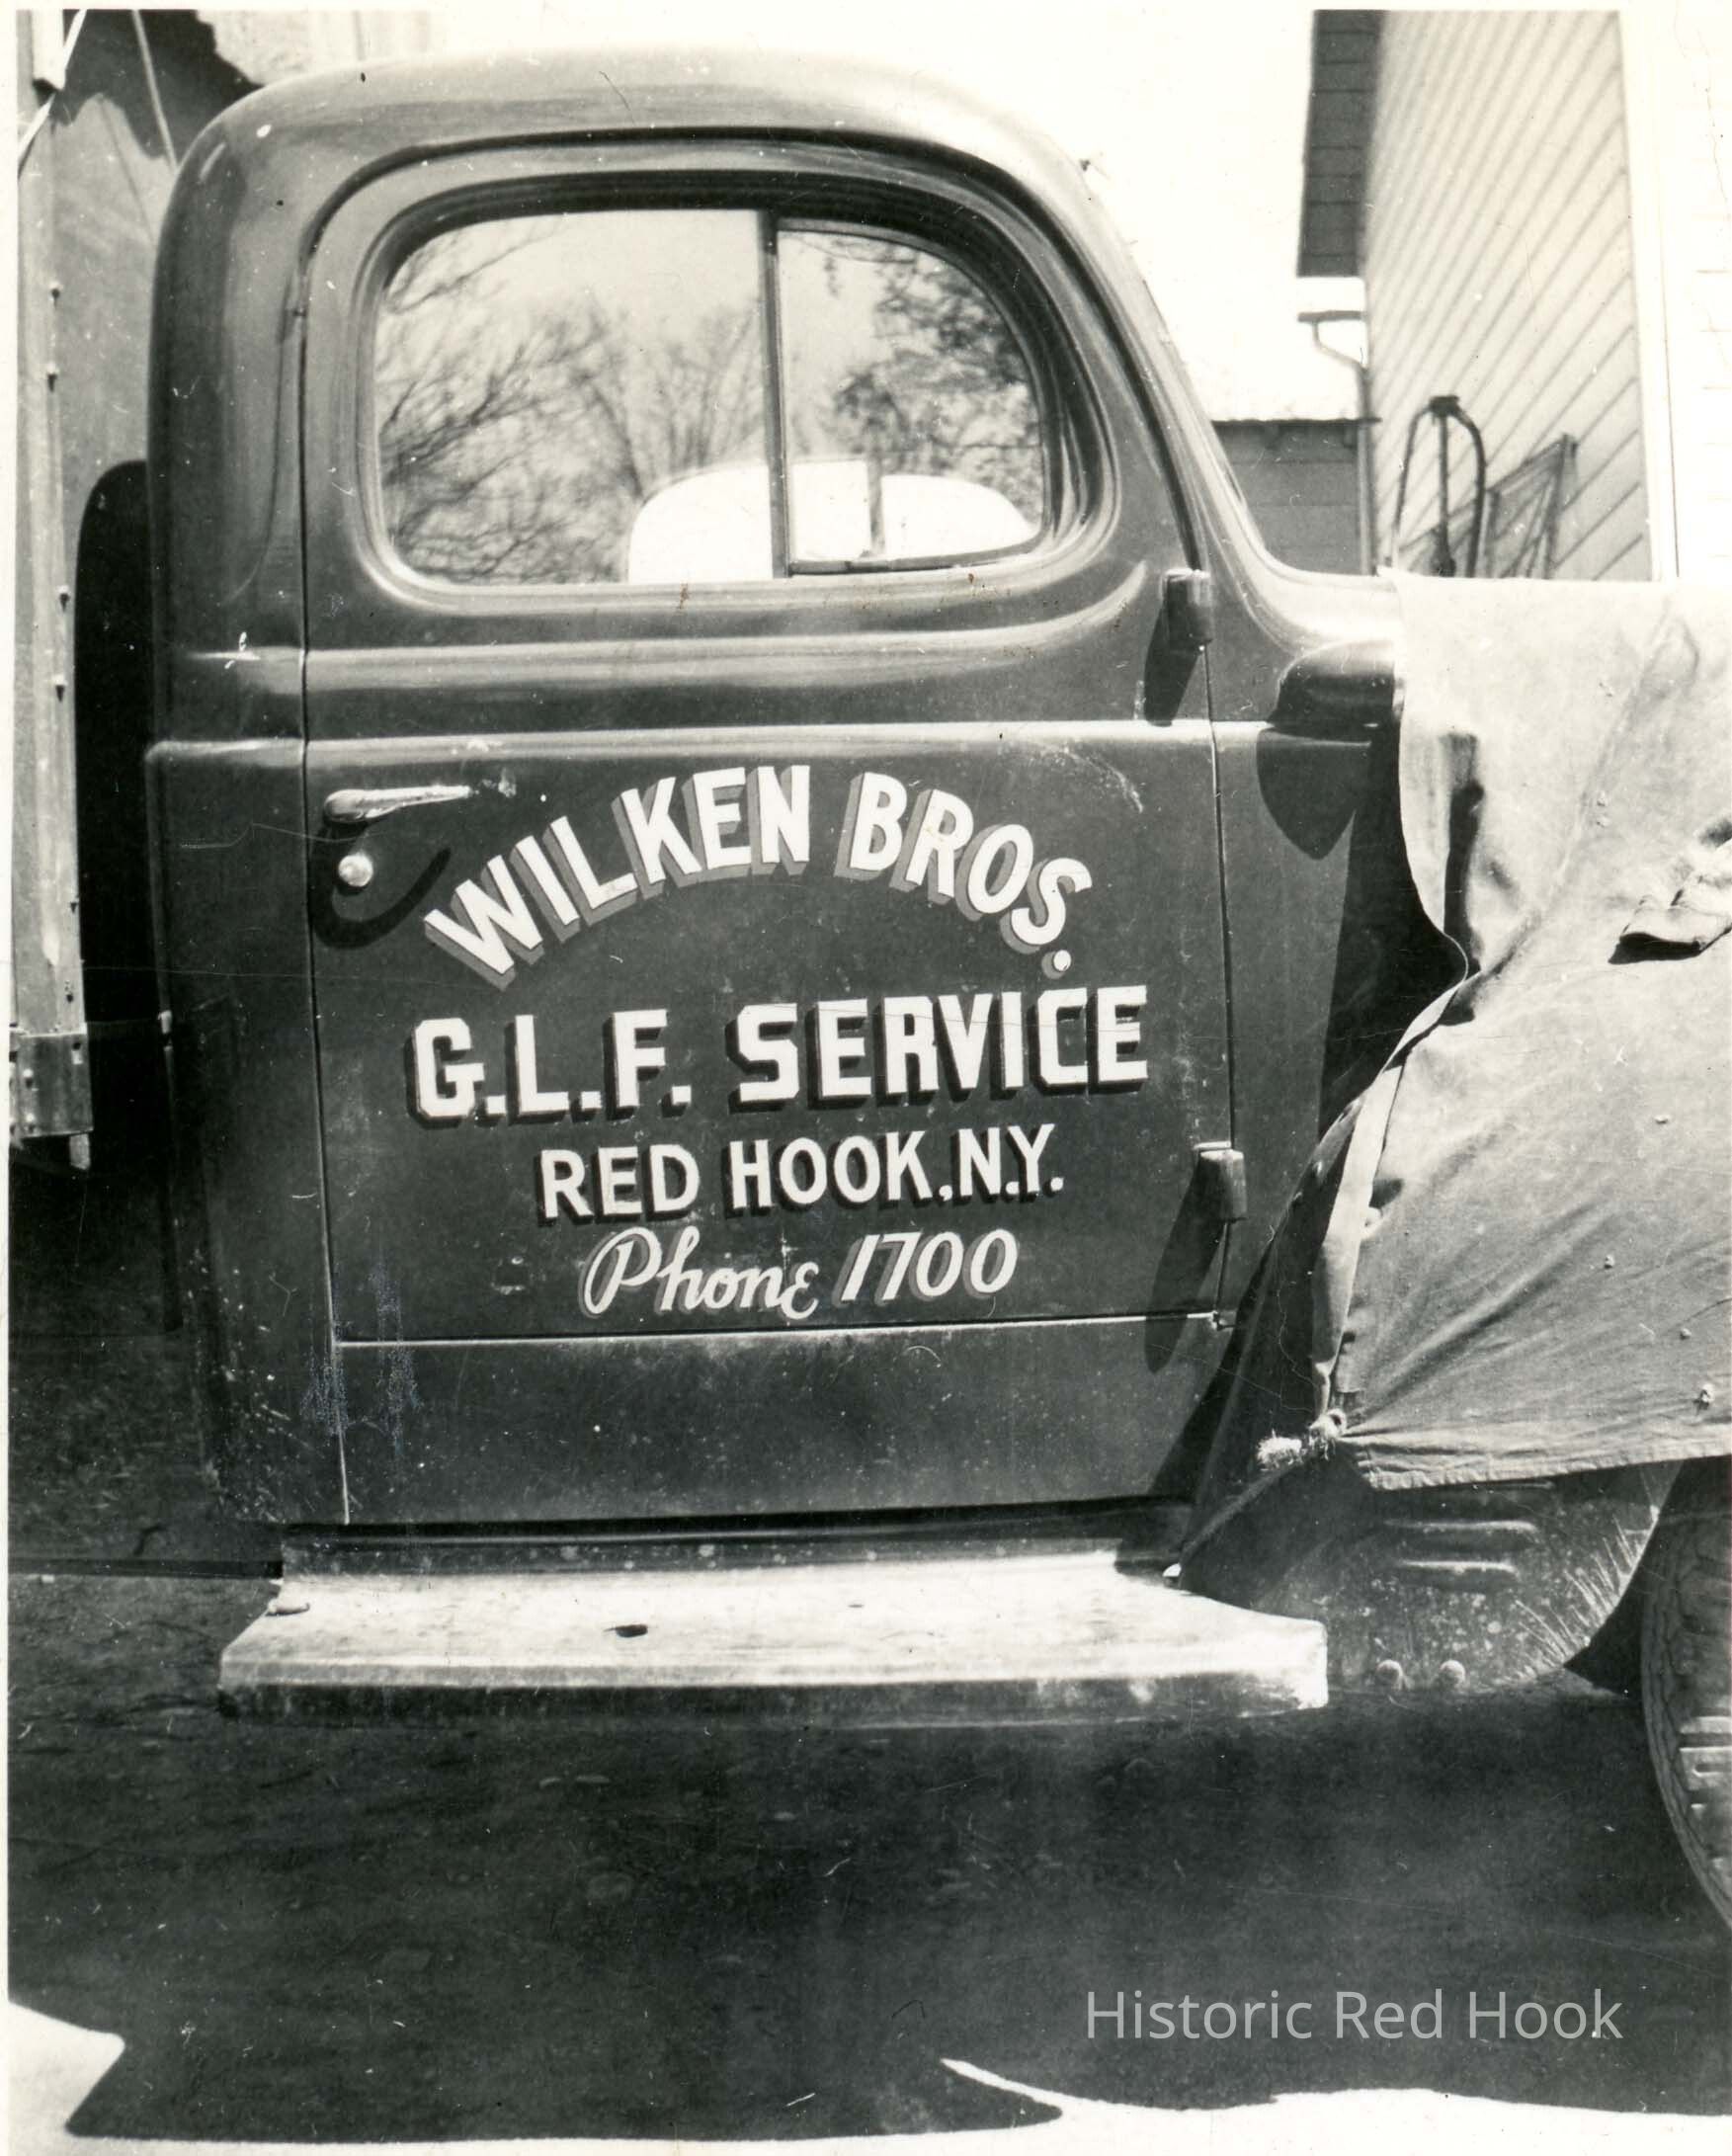 WILKEN BROS.
G.L.F. SERVICE
RED HOOK, N.Y.
Phone 1700
Historic Red Hook